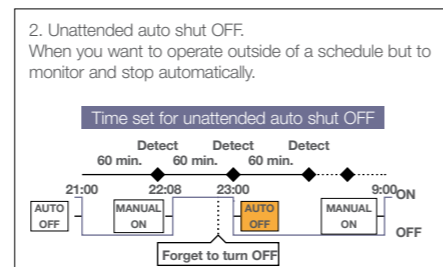 2. Unattended auto shut OFF.
When you want to operate outside of a schedule but to
monitor and stop automatically.
Time set for unattended auto shut OFF
Detect Detect Detect
60 min. 60 min. 60 min.
21:00 22:08 23:00 9:00 ON
AUTO MANUAL AUTO MANUAL
OFF ON OFF ON OFF
Forget to turn OFF